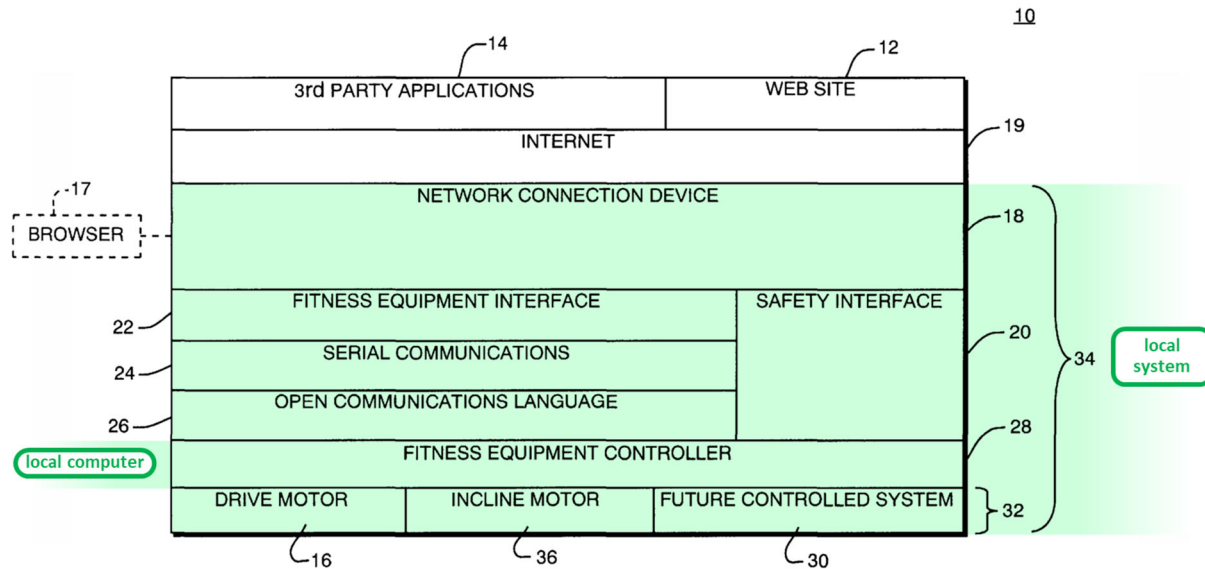 10
14
12
3rd PARTY APPLICATIONS
WEB SITE
19
INTERNET
17
NETWORK CONNECTION DEVICE
18
BROWSER
FITNESS EQUIPMENT INTERFACE
SAFETY INTERFACE
22
20
SERIAL COMMUNICATIONS
24
34
local
system
OPEN COMMUNICATIONS LANGUAGE
26
28
FITNESS EQUIPMENT CONTROLLER
local computer
DRIVE MOTOR
INCLINE MOTOR
FUTURE CONTROLLED SYSTEM
32
16
36
30